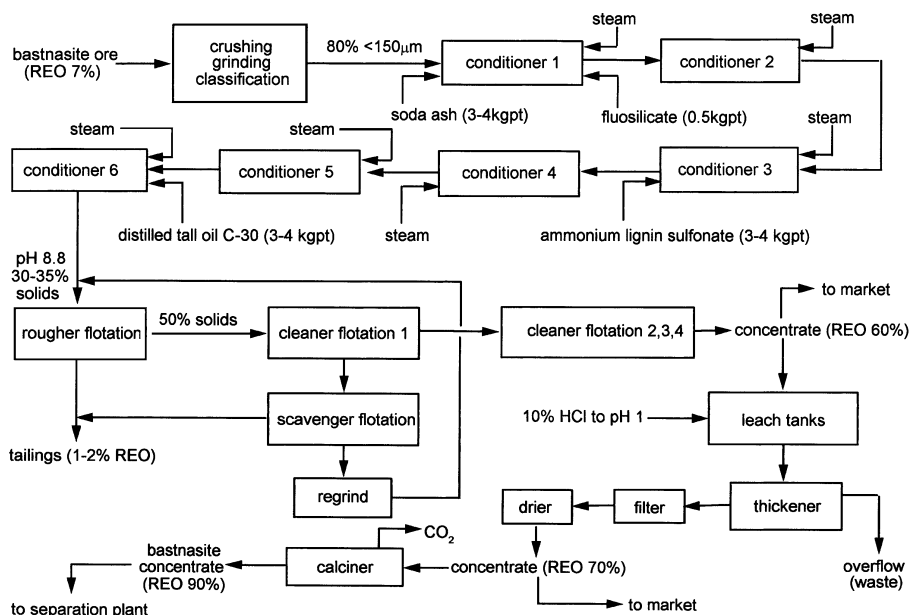 bastnasite ore
(REO 7%)
crushing
grinding
classification
80% <150μm
steam
conditioner 1
steam
conditioner 2
soda ash (3-4kgpt)
fluosilicate (0.5kgpt)
steam
conditioner 6
steam
conditioner 5
conditioner 4
steam
conditioner 3
distilled tall oil C-30 (3-4 kgpt)
steam
ammonium lignin sulfonate (3-4 kgpt)
pH 8.8
30-35%
solids
rougher flotation
50% solids
cleaner flotation 1
cleaner flotation 2,3,4
to market
concentrate (REO 60%)
scavenger flotation
10% HCl to pH 1
leach tanks
tailings (1-2% REO)
regrind
drier
filter
thickener
CO2
bastnasite
concentrate
(REO 90%)
calciner
concentrate (REO 70%)
overflow
(waste)
to separation plant
to market